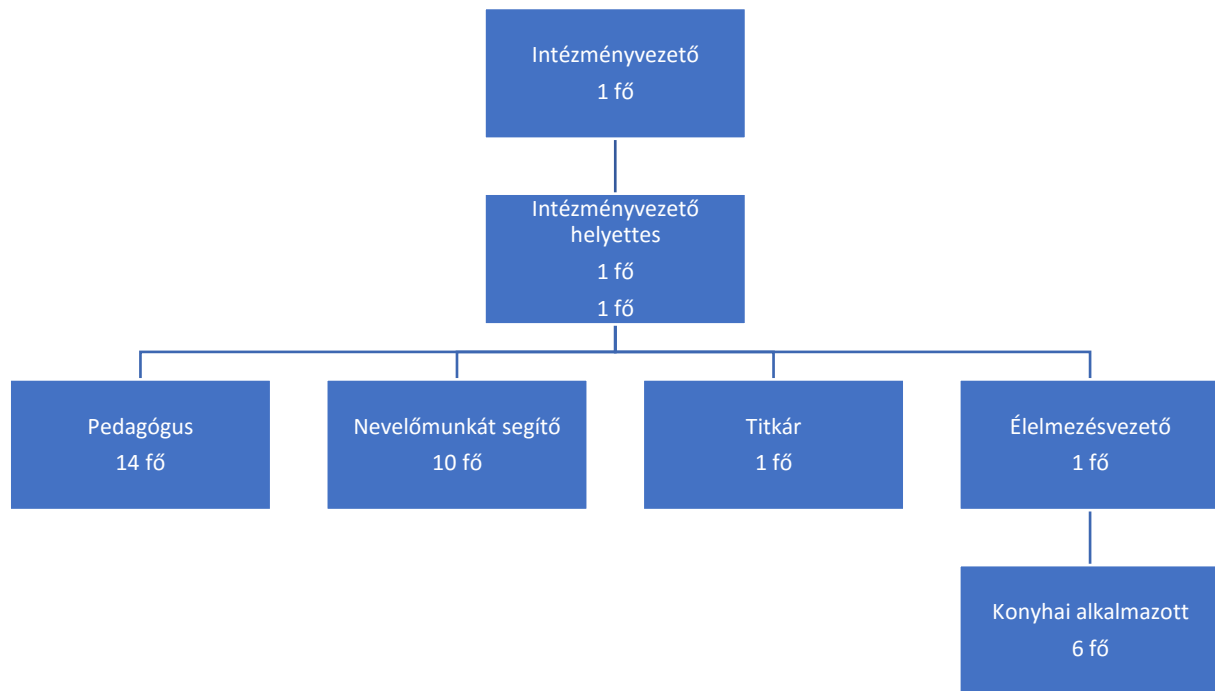 Intézményvezető
1 fő
Intézményvezető
helyettes
1 fő
1 fő
Pedagógus
14 fő
Nevelőmunkát segítő
10 fő
Titkár
1 fő
Élelmezésvezető
1 fő
Konyhai alkalmazott
6 fő